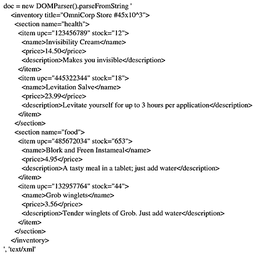 doc = new DOMParser().parseFromString '
<inventory title="OmniCorp Store #45x10^3">
<section name="health">
<item upc="123456789" stock="12">
<name>Invisibility Cream</name>
<price>14.50</price>
<description>Makes you invisible</description>
</item>
<item upc="445322344" stock="18">
<name>Levitation Salve</name>
<price>23.99</price>
<description>Levitate yourself for up to 3 hours per application</description>
</item>
</section>
<section name="food">
<item upc="485672034" stock="653">
<name>Blork and Freen Instameal</name>
<price>4.95</price>
<description>A tasty meal in a tablet; just add water</description>
</item>
<item upc="132957764" stock="44">
<name>Grob winglets</name>
<price>3.56</price>
<description>Tender winglets of Grob. Just add water</description>
</item>
</section>
</inventory>
', 'text/xml'